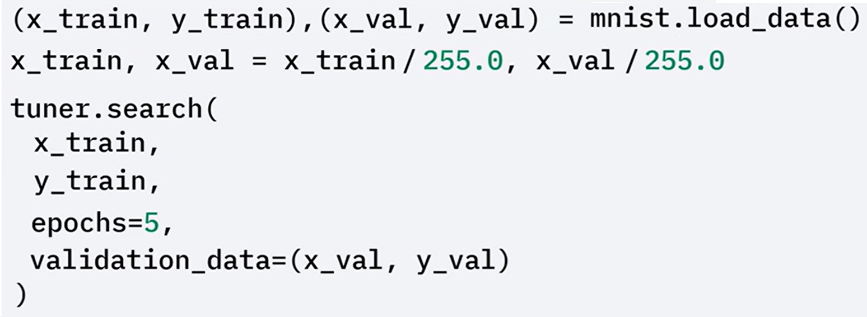 (x_train, y_train),(x_val, y_val) = mnist.load_data()
x_train, x_val = x_train/255.0, x_val/255.0
tuner.search(
x_train,
y_train,
epochs=5,
validation_data=(x_val, y_val)
)